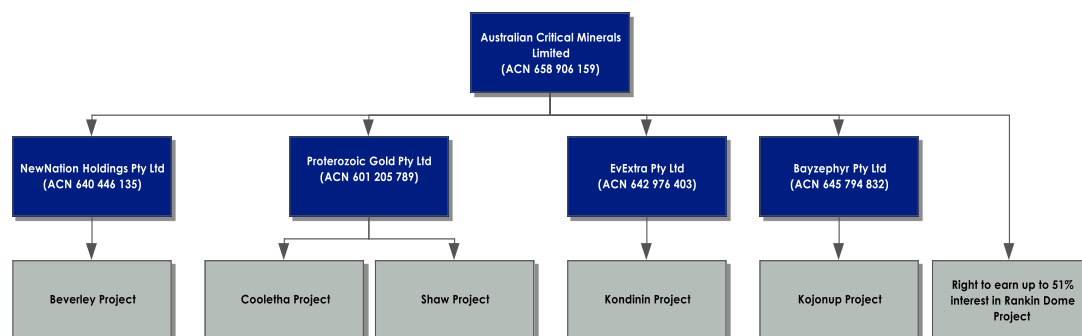 Australian Critical Minerals
Limited
(ACN 658 906 159)
NewNation Holdings Pty Ltd
(ACN 640 446 135)
Proterozoic Gold Pty Ltd
(ACN 601 205 789)
EvExtra Pty Ltd
(ACN 642 976 403)
Bayzephyr Pty Ltd
(ACN 645 794 832)
Beverley Project
Cooletha Project
Shaw Project
Kondinin Project
Kojonup Project
Right to earn up to 51%
interest in Rankin Dome
Project